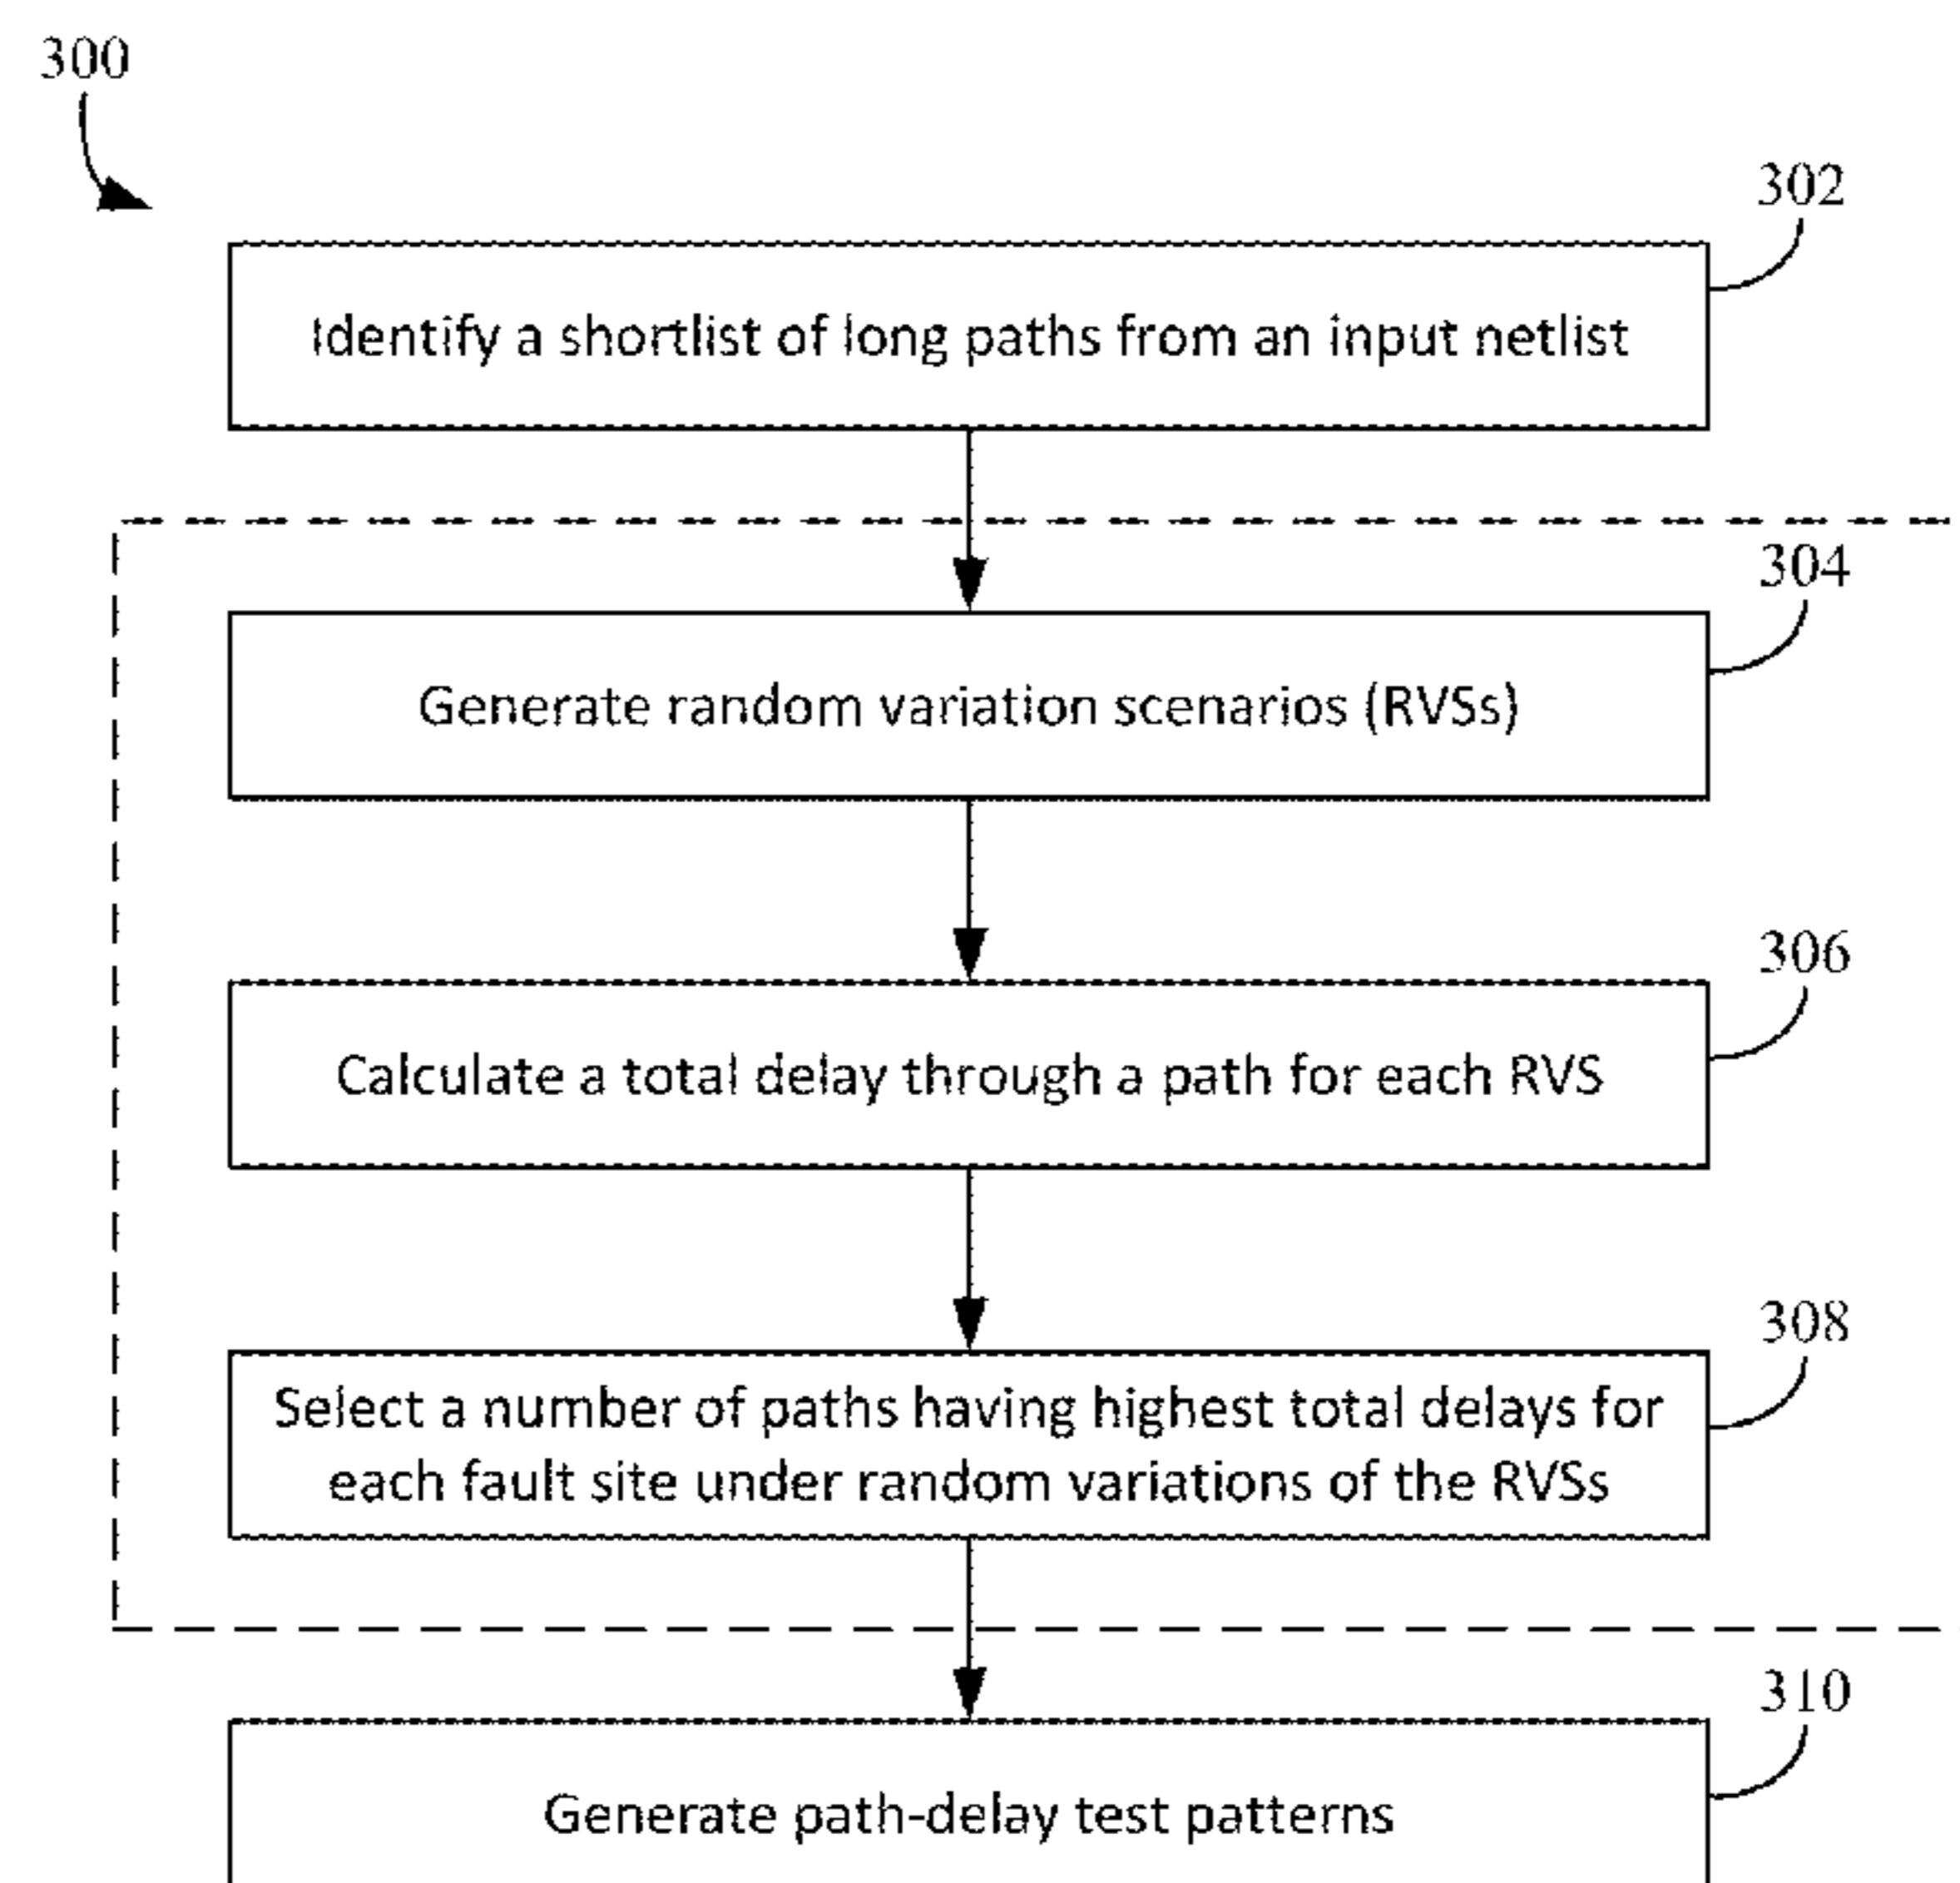 300
302
Identify a shortlist of long paths from an input netlist
304
Generate random variation scenarios (RVSs)
306
Calculate a total delay through a path for each RVS
308
Select a number of paths having highest total delays for
each fault site under random variations of the RVSs
310
Generate path-delay test patterns